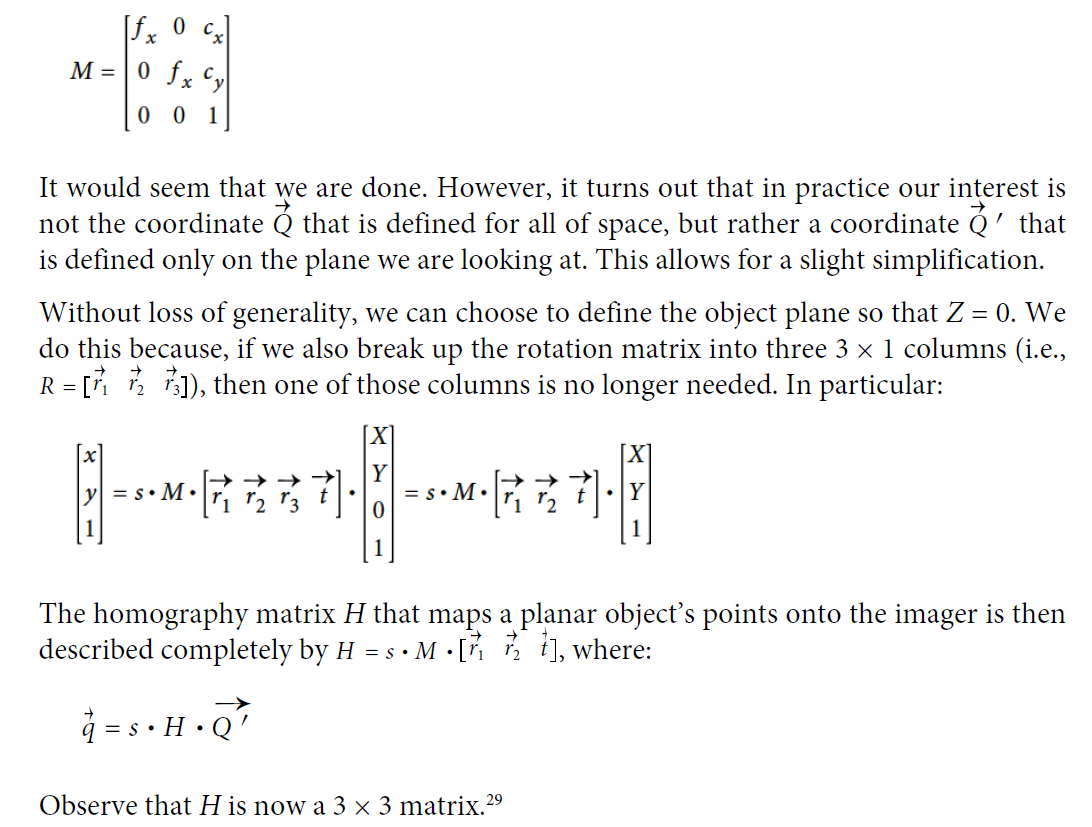 M = [f_x 0 c_x; 0 f_x c_y; 0 0 1]
It would seem that we are done. However, it turns out that in practice our interest is
not the coordinate Q⃗ that is defined for all of space, but rather a coordinate Q⃗ ′ that
is defined only on the plane we are looking at. This allows for a slight simplification.
Without loss of generality, we can choose to define the object plane so that Z = 0. We
do this because, if we also break up the rotation matrix into three 3 × 1 columns (i.e.,
R = [r⃗₁ r⃗₂ r⃗₃]), then one of those columns is no longer needed. In particular:
[x; y; 1] = s • M • [r⃗₁ r⃗₂ r⃗₃ t⃗] • [X; Y; 0; 1] = s • M • [r⃗₁ r⃗₂ t⃗] • [X; Y; 1]
The homography matrix H that maps a planar object’s points onto the imager is then
described completely by H = s • M • [r⃗₁ r⃗₂ t⃗], where:
q⃗ = s • H • Q⃗′
Observe that H is now a 3 × 3 matrix.²⁹